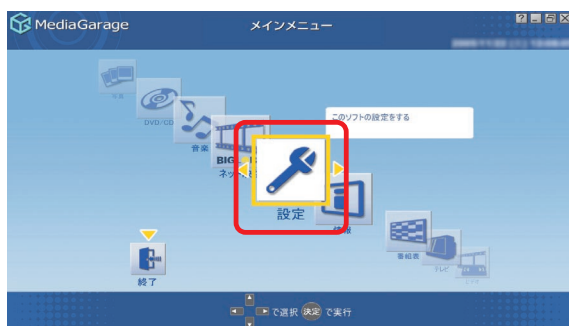 MediaGarage
メインメニュー
DVD/CD
このソフトの設定をする
音楽
BIG
ネッ
設定
情報
番組表
テレビ
終了
で選択 決定 で実行